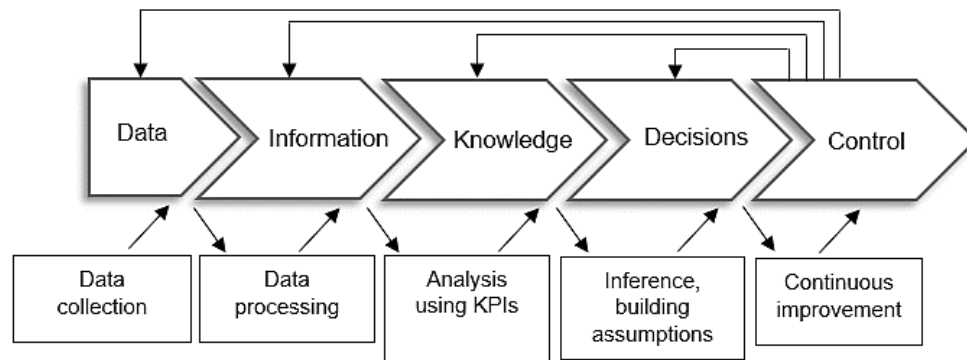 Data
Information
Knowledge
Decisions
Control
Data
collection
Data
processing
Analysis
using KPIs
Inference,
building
assumptions
Continuous
improvement